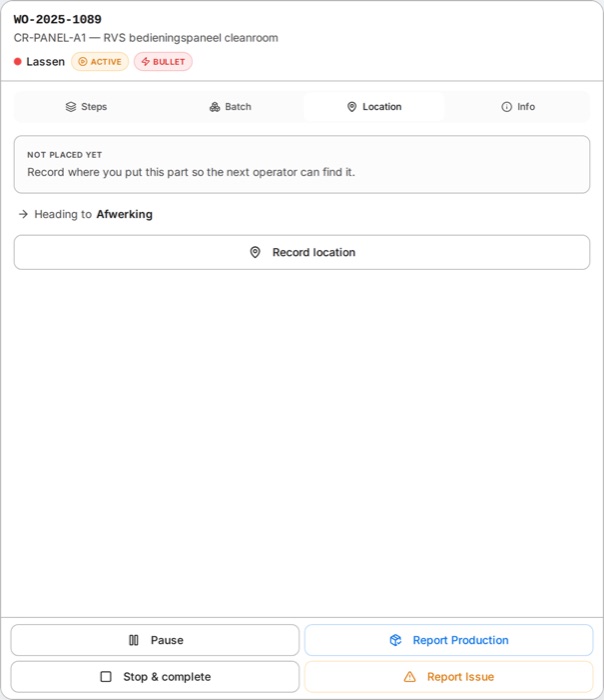 WO-2025-1089
CR-PANEL-A1 — RVS bedieningspaneel cleanroom
Lassen ACTIVE BULLET
Steps Batch Location Info
NOT PLACED YET
Record where you put this part so the next operator can find it.
Heading to Afwerking
Record location
Pause Report Production
Stop & complete Report Issue